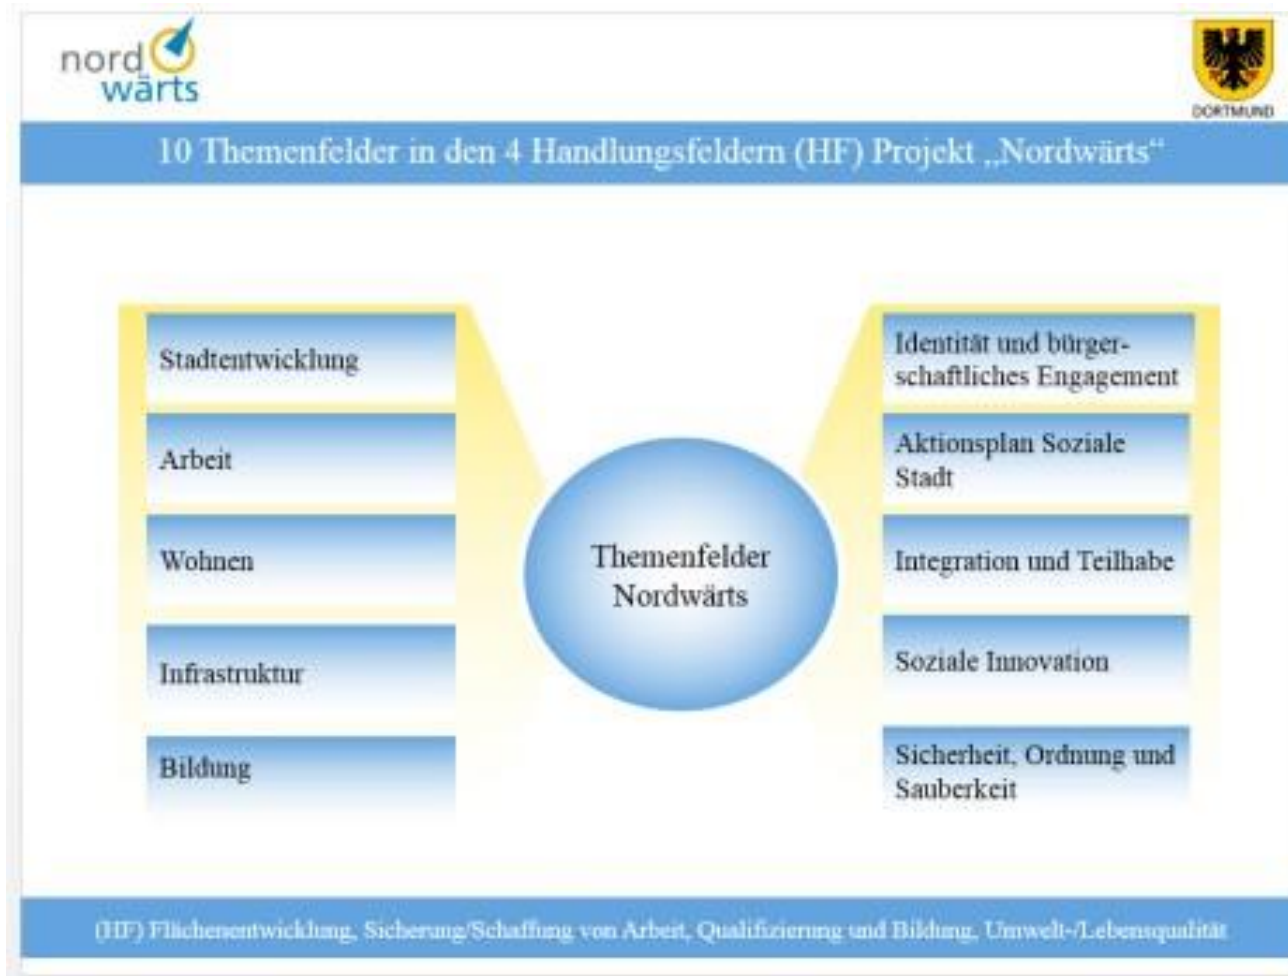 nord
wärts
DORTMUND
10 Themenfelder in den 4 Handlungsfeldern (HF) Projekt „Nordwärts“
Stadtentwicklung
Arbeit
Wohnen
Infrastruktur
Bildung
Themenfelder
Nordwärts
Identität und bürger-
schaftliches Engagement
Aktionsplan Soziale
Stadt
Integration und Teilhabe
Soziale Innovation
Sicherheit, Ordnung und
Sauberkeit
(HF) Flächenentwicklung, Sicherung/Schaffung von Arbeit, Qualifizierung und Bildung, Umwelt-/Lebensqualität